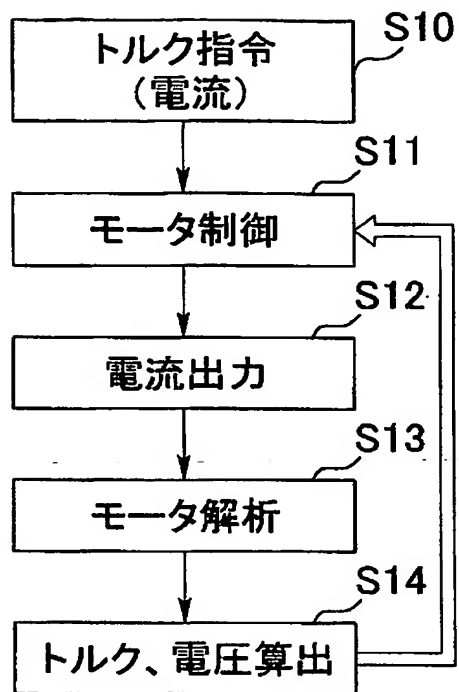 S10
トルク指令
(電流)
S11
モータ制御
S12
電流出力
S13
モータ解析
S14
トルク、電圧算出